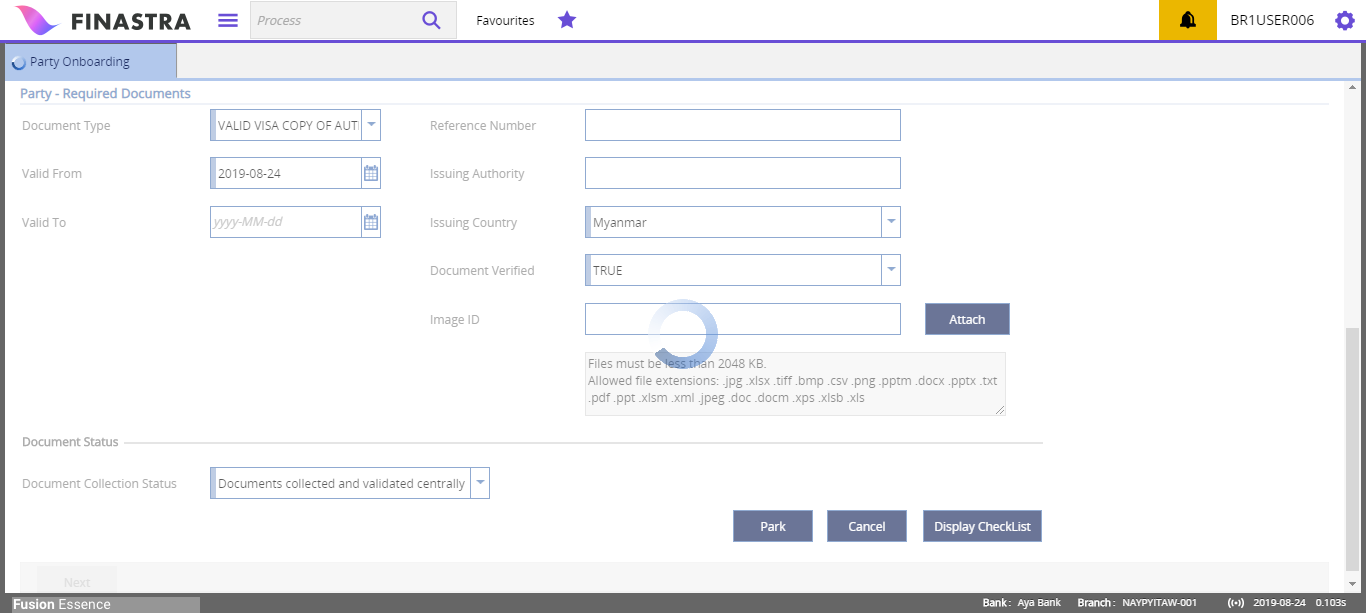 FINASTRA
Process
Favourites
BR1USER006
Party Onboarding
Party - Required Documents
Document Type
VALID VISA COPY OF AUT
Reference Number
Valid From
2019-08-24
Issuing Authority
Valid To
yyyy-MM-dd
Issuing Country
Myanmar
Document Verified
TRUE
Image ID
Attach
Files must be less than 2048 KB.
Allowed file extensions: .jpg .xlsx .tiff .bmp .csv .png .pptm .docx .pptx .txt
.pdf .ppt .xlsm .xml .jpeg .doc .docm .xps .xlsb .xls
Document Status
Document Collection Status
Documents collected and validated centrally
Park
Cancel
Display CheckList
Next
Fusion Essence
Bank : Aya Bank
Branch : NAYPYITAW-001
2019-08-24 0.103s